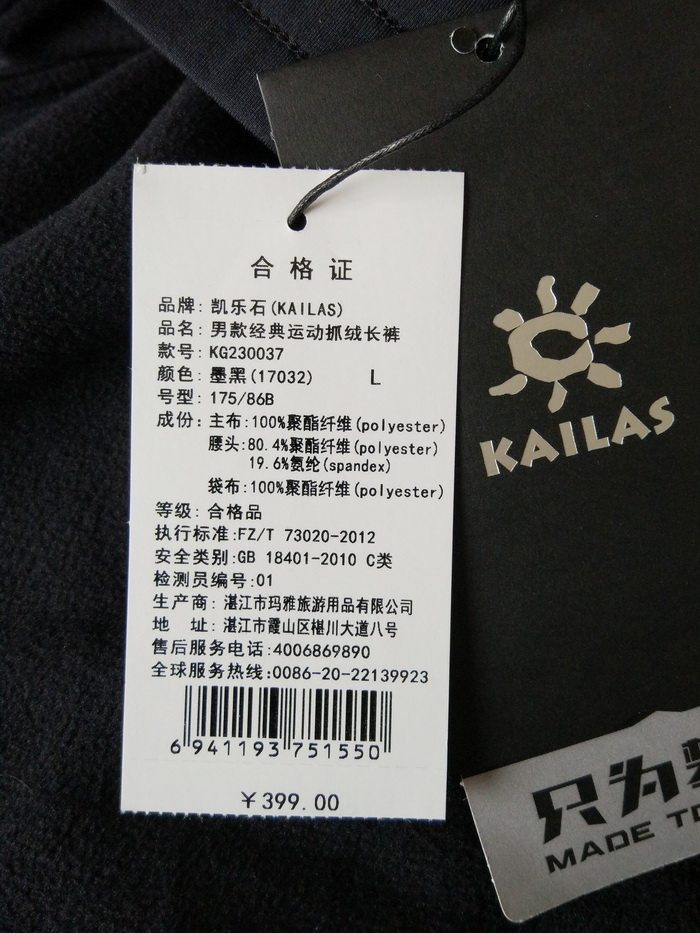 合格证
品牌: 凯乐石(KAILAS)
品名: 男款经典运动抓绒长裤
款号: KG230037
颜色: 墨黑(17032) L
号型: 175/86B
成份: 主布:100%聚酯纤维(polyester)
腰头:80.4%聚酯纤维(polyester)
19.6%氨纶(spandex)
袋布:100%聚酯纤维(polyester)
等级: 合格品
执行标准:FZ/T 73020-2012
安全类别:GB 18401-2010 C类
检测员编号:01
生产商: 湛江市玛雅旅游用品有限公司
地 址: 湛江市霞山区椹川大道八号
售后服务电话:4006869890
全球服务热线:0086-20-22139923
6 941193 751550
￥399.00
KAILAS
只为
MADE TO